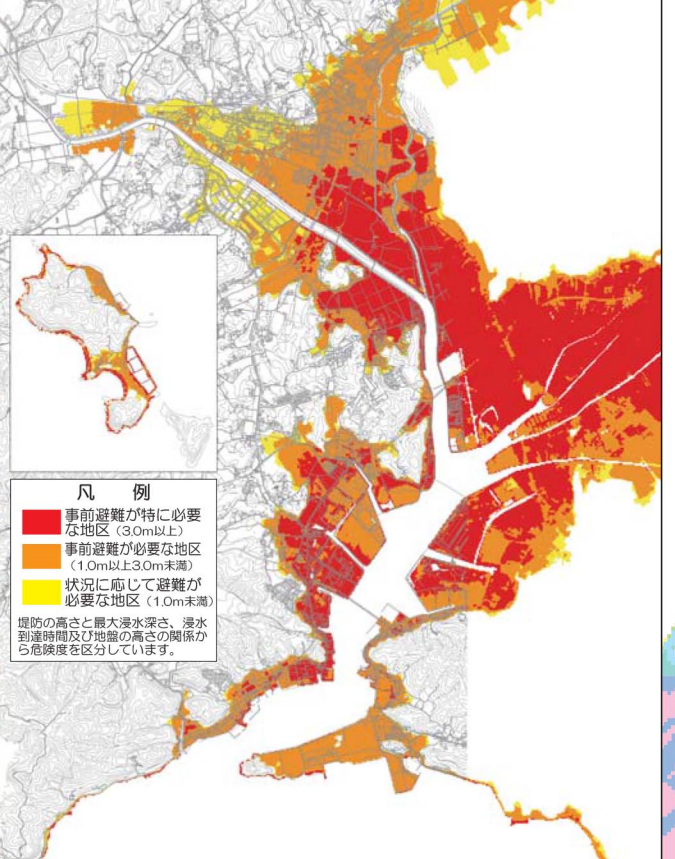 凡　例
事前避難が特に必要
な地区（3.0m以上）
事前避難が必要な地区
（1.0m以上3.0m未満）
状況に応じて避難が
必要な地区（1.0m未満）
堤防の高さと最大浸水深さ、浸水
到達時間及び地盤の高さの関係か
ら危険度を区分しています。